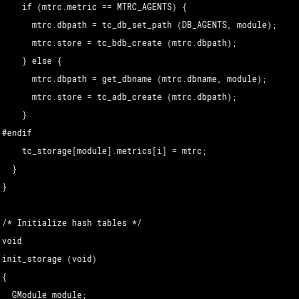 if (mtrc.metric == MTRC_AGENTS) {
mtrc.dbpath = tc_db_set_path (DB_AGENTS, module);
mtrc.store = tc_bdb_create (mtrc.dbpath);
} else {
mtrc.dbpath = get_dbname (mtrc.dbname, module);
mtrc.store = tc_adb_create (mtrc.dbpath);
}
#endif
tc_storage[module].metrics[i] = mtrc;
}
}
/* Initialize hash tables */
void
init_storage (void)
{
GModule module;